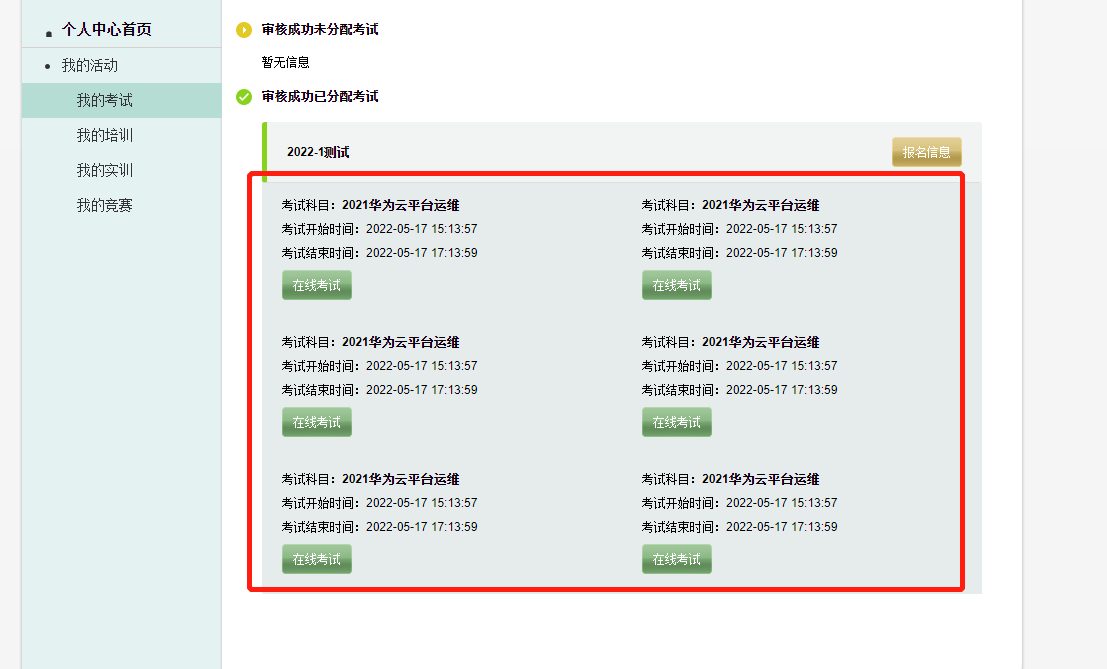 个人中心首页
我的活动
我的考试
我的培训
我的实训
我的竞赛
审核成功未分配考试
暂无信息
审核成功已分配考试
2022-1测试
报名信息
考试科目：2021华为云平台运维
考试开始时间：2022-05-17 15:13:57
考试结束时间：2022-05-17 17:13:59
在线考试
考试科目：2021华为云平台运维
考试开始时间：2022-05-17 15:13:57
考试结束时间：2022-05-17 17:13:59
在线考试
考试科目：2021华为云平台运维
考试开始时间：2022-05-17 15:13:57
考试结束时间：2022-05-17 17:13:59
在线考试
考试科目：2021华为云平台运维
考试开始时间：2022-05-17 15:13:57
考试结束时间：2022-05-17 17:13:59
在线考试
考试科目：2021华为云平台运维
考试开始时间：2022-05-17 15:13:57
考试结束时间：2022-05-17 17:13:59
在线考试
考试科目：2021华为云平台运维
考试开始时间：2022-05-17 15:13:57
考试结束时间：2022-05-17 17:13:59
在线考试